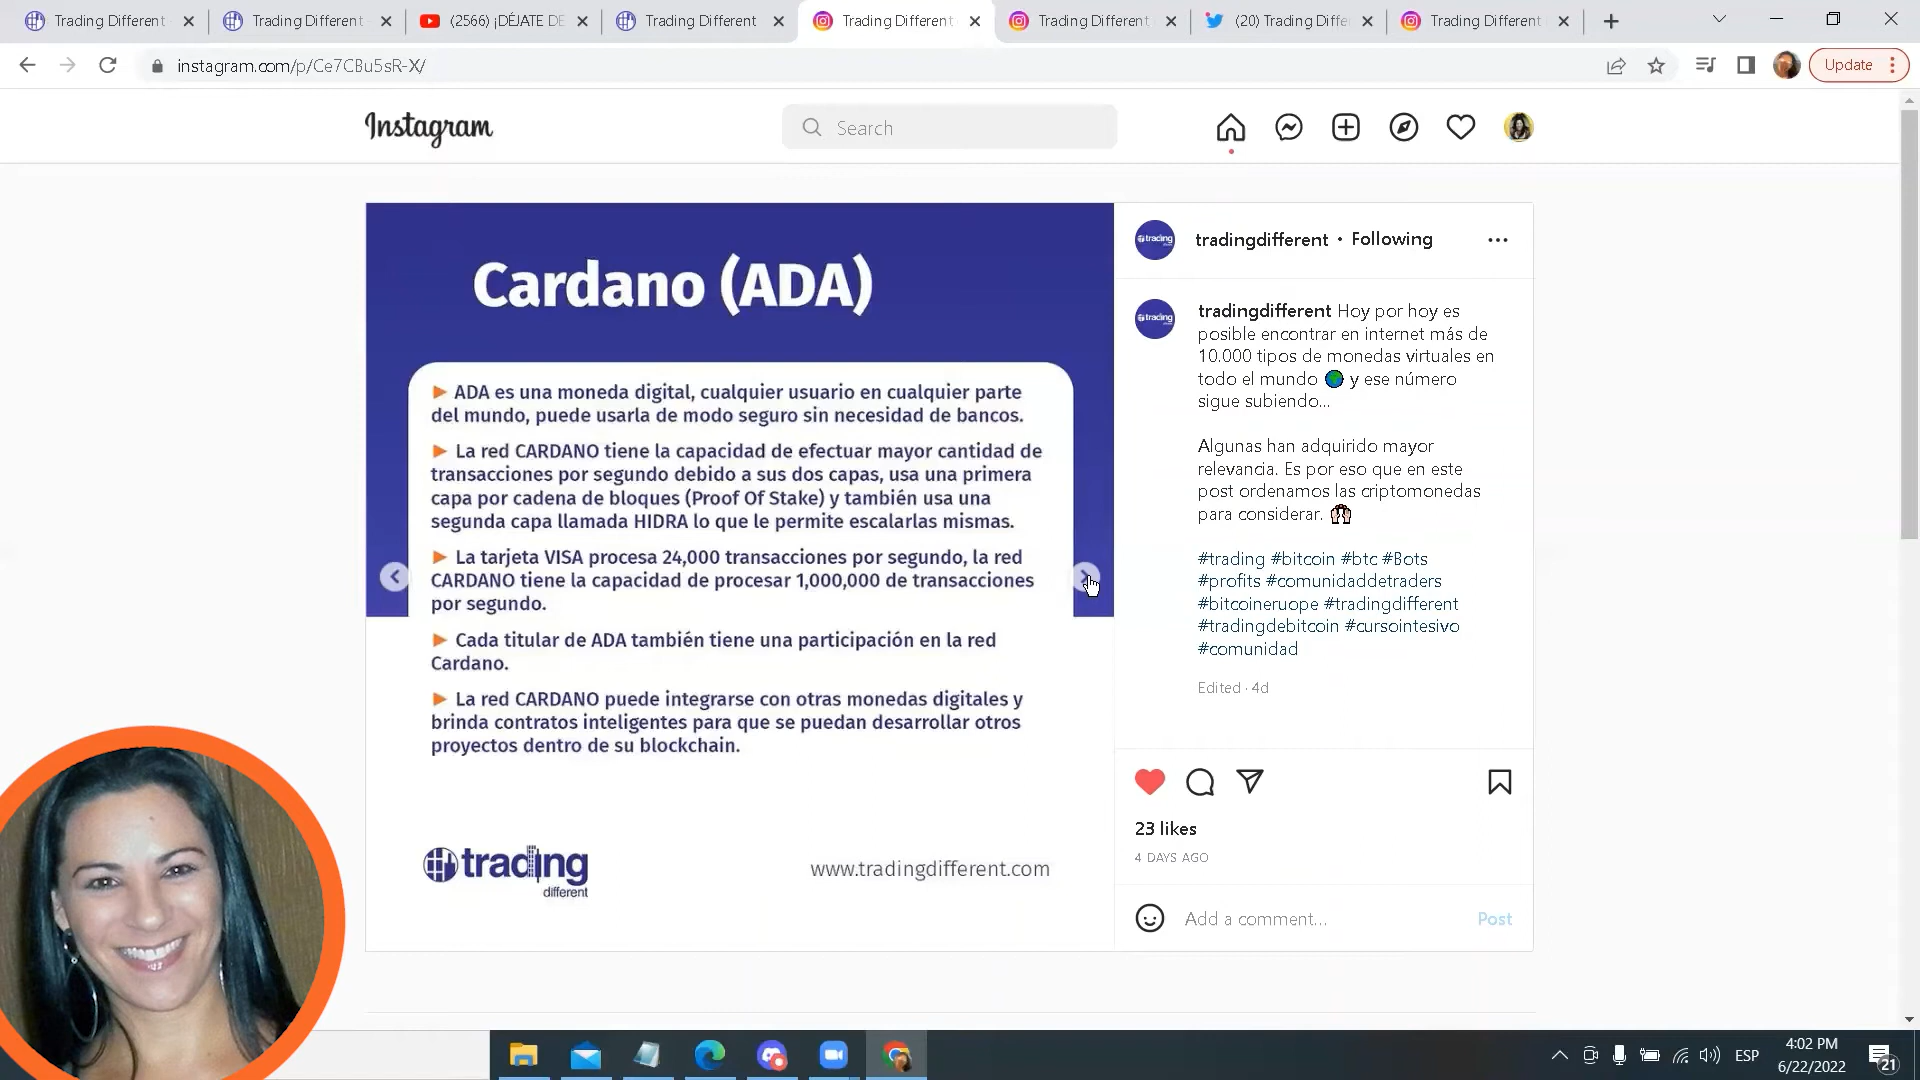 Trading Different
Trading Different
(2566) ¡DÉJATE DE
Trading Different
Trading Different
Trading Different
(20) Trading Diffe
Trading Different
instagram.com/p/Ce7CBu5sR-X/
Update
Instagram
Search
Cardano (ADA)
► ADA es una moneda digital, cualquier usuario en cualquier parte
del mundo, puede usarla de modo seguro sin necesidad de bancos.
► La red CARDANO tiene la capacidad de efectuar mayor cantidad de
transacciones por segundo debido a sus dos capas, usa una primera
capa por cadena de bloques (Proof Of Stake) y también usa una
segunda capa llamada HIDRA lo que le permite escalarlas mismas.
► La tarjeta VISA procesa 24,000 transacciones por segundo, la red
CARDANO tiene la capacidad de procesar 1,000,000 de transacciones
por segundo.
► Cada titular de ADA también tiene una participación en la red
Cardano.
► La red CARDANO puede integrarse con otras monedas digitales y
brinda contratos inteligentes para que se puedan desarrollar otros
proyectos dentro de su blockchain.
trading
different
www.tradingdifferent.com
trading
tradingdifferent • Following
trading
tradingdifferent Hoy por hoy es
posible encontrar en internet más de
10.000 tipos de monedas virtuales en
todo el mundo 🌍 y ese número
sigue subiendo...
Algunas han adquirido mayor
relevancia. Es por eso que en este
post ordenamos las criptomonedas
para considerar. 🙌
#trading #bitcoin #btc #Bots
#profits #comunidaddetraders
#bitcoineruope #tradingdifferent
#tradingdebitcoin #cursointesivo
#comunidad
Edited · 4d
23 likes
4 DAYS AGO
Add a comment...
Post
ESP
4:02 PM
6/22/2022
21